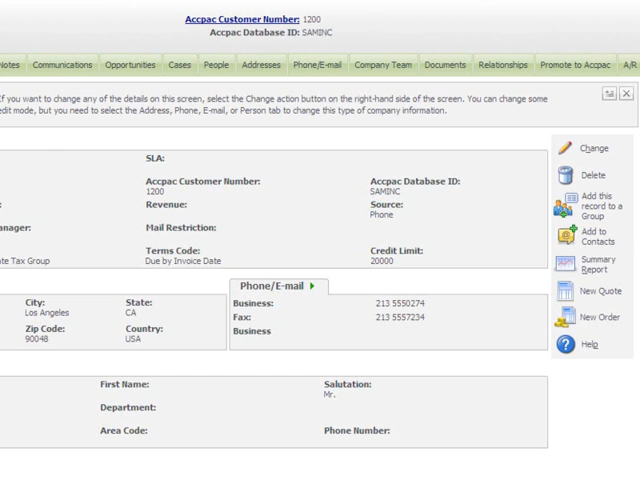 Accpac Customer Number: 1200
Accpac Database ID: SAMINC
Notes Communications Opportunities Cases People Addresses Phone/E-mail Company Team Documents Relationships Promote to Accpac A/R
If you want to change any of the details on this screen, select the Change action button on the right-hand side of the screen. You can change some
edit mode, but you need to select the Address, Phone, E-mail, or Person tab to change this type of company information.
SLA:
Accpac Customer Number: Accpac Database ID:
1200 SAMINC
: Revenue: Source:
Phone
anager: Mail Restriction:
Terms Code: Credit Limit:
ate Tax Group Due by Invoice Date 20000
Change
Delete
Add this
record to a
Group
Add to
Contacts
Summary
Report
New Quote
New Order
Help
Phone/E-mail
City: State:
Los Angeles CA
Zip Code: Country:
90048 USA
Business: 213 5550274
Fax: 213 5557234
Business
First Name: Salutation:
Mr.
Department:
Area Code: Phone Number: